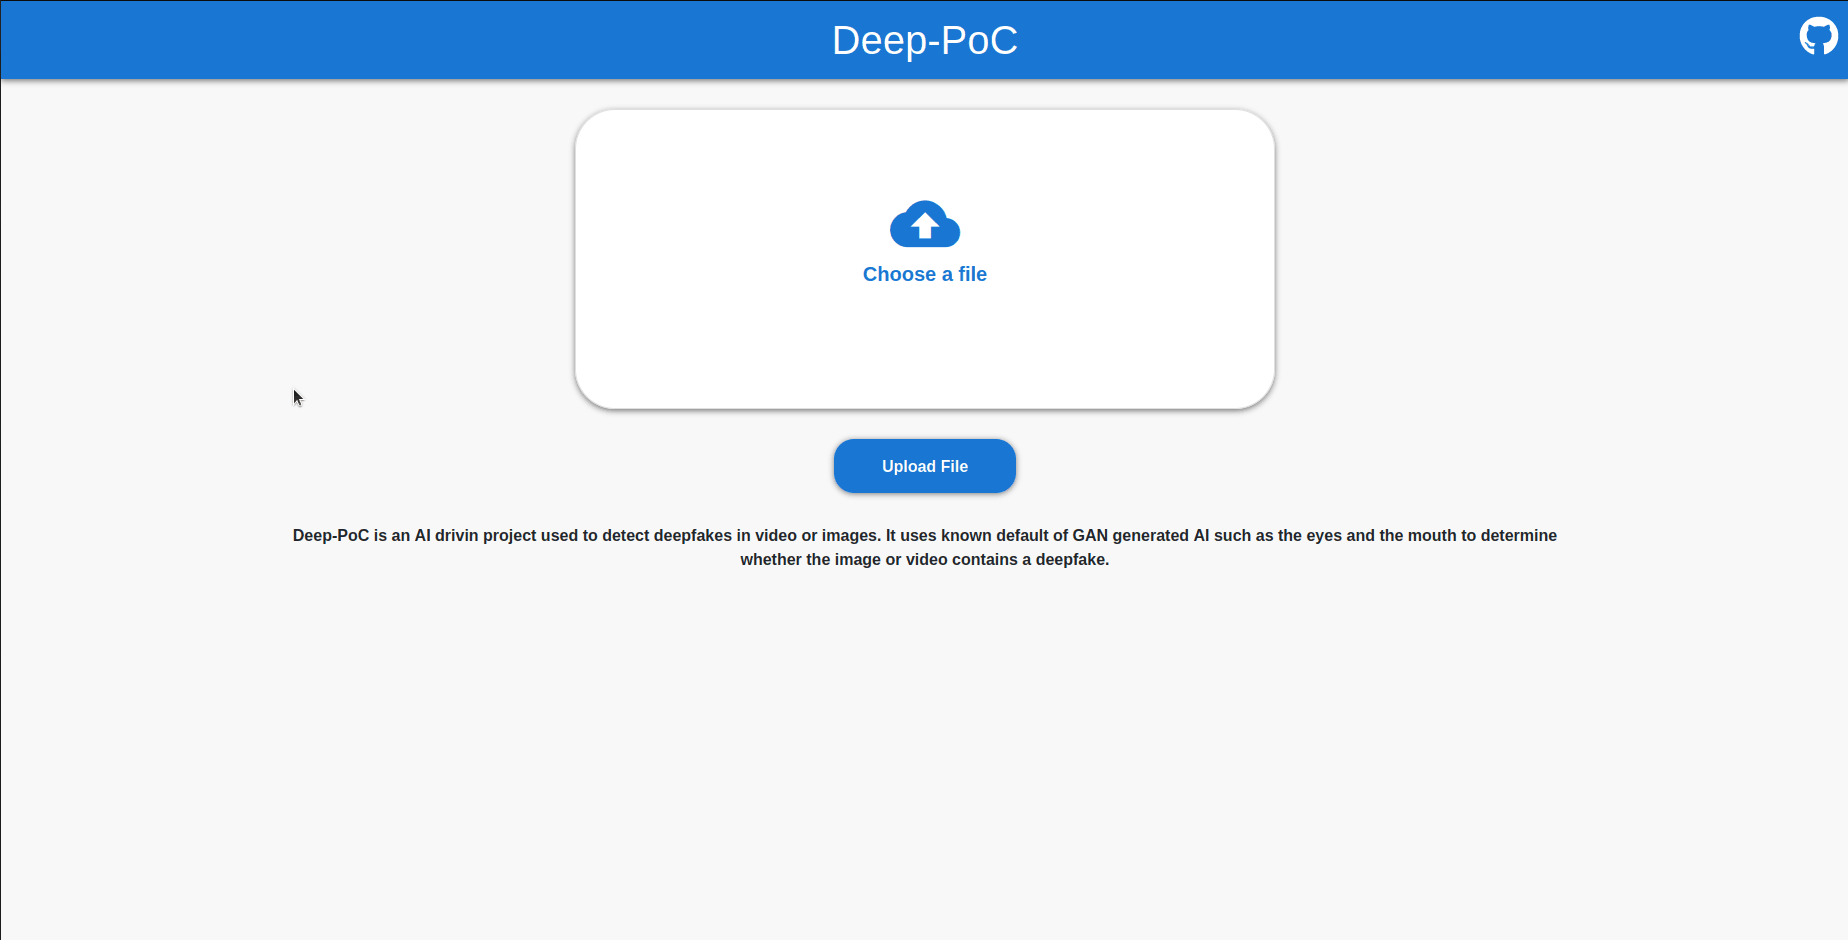 Deep-PoC
Choose a file
Upload File
Deep-PoC is an AI drivin project used to detect deepfakes in video or images. It uses known default of GAN generated AI such as the eyes and the mouth to determine
whether the image or video contains a deepfake.